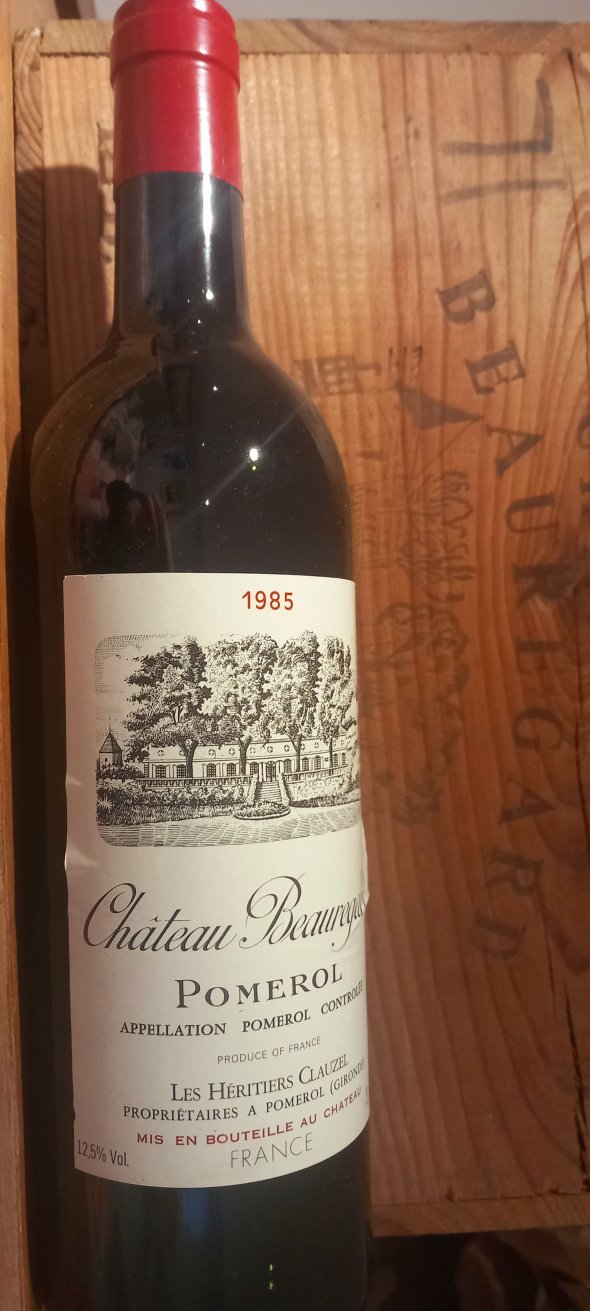 1985
Château Beaurega
POMEROL
APPELLATION POMEROL CONTROLEE
PRODUCE OF FRANCE
LES HÉRITIERS CLAUZEL
PROPRIÉTAIRES A POMEROL (GIRONDE)
MIS EN BOUTEILLE AU CHATEAU
12,5% Vol.
FRANCE
BEAUREGARD